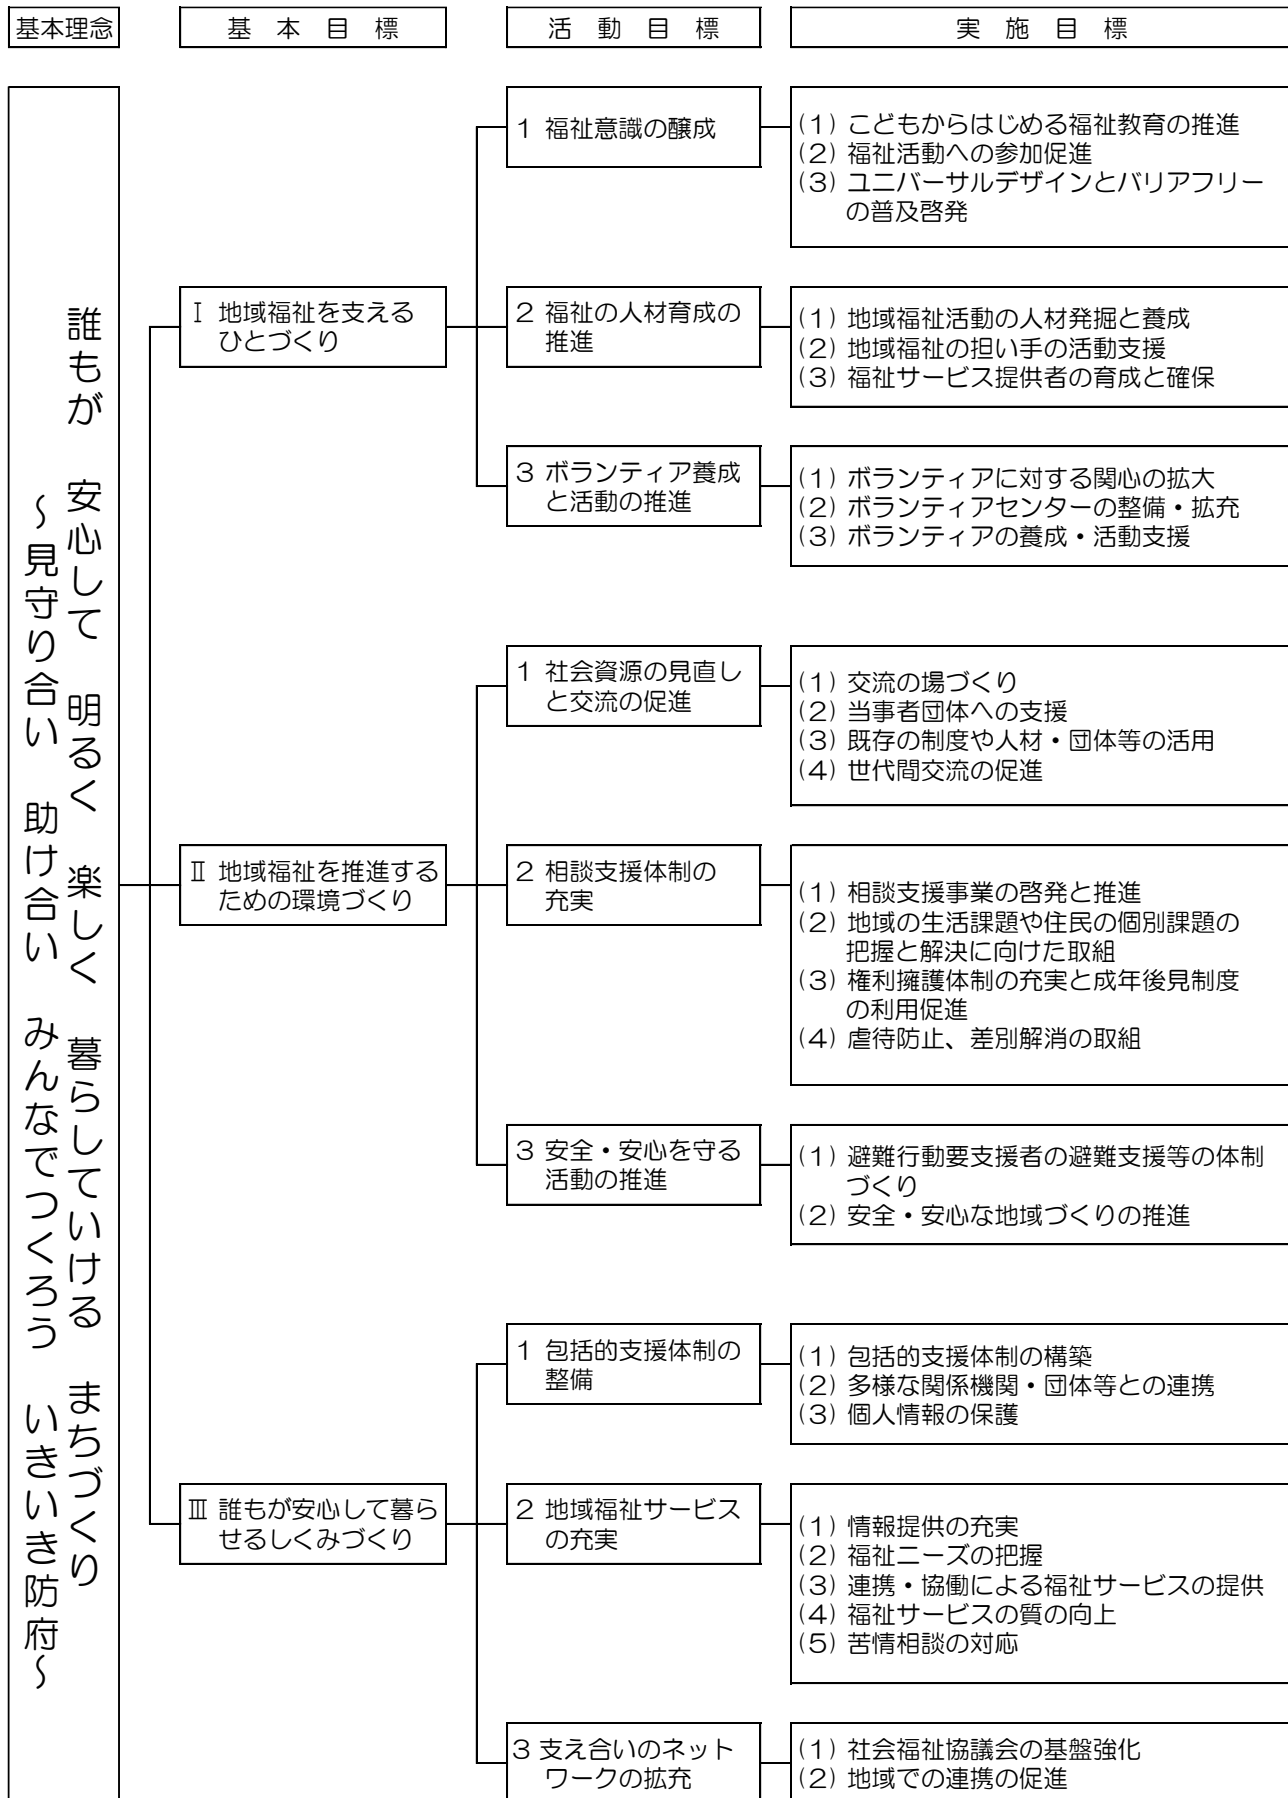 基本理念
基本目標
活動目標
実施目標
誰もが 安心して 明るく 楽しく 暮らしていける まちづくり
～見守り合い 助け合い みんなでつくろう いきいき防府～
Ⅰ 地域福祉を支える
ひとづくり
1 福祉意識の醸成
(1) こどもからはじめる福祉教育の推進
(2) 福祉活動への参加促進
(3) ユニバーサルデザインとバリアフリー
の普及啓発
2 福祉の人材育成の
推進
(1) 地域福祉活動の人材発掘と養成
(2) 地域福祉の担い手の活動支援
(3) 福祉サービス提供者の育成と確保
3 ボランティア養成
と活動の推進
(1) ボランティアに対する関心の拡大
(2) ボランティアセンターの整備・拡充
(3) ボランティアの養成・活動支援
Ⅱ 地域福祉を推進する
ための環境づくり
1 社会資源の見直し
と交流の促進
(1) 交流の場づくり
(2) 当事者団体への支援
(3) 既存の制度や人材・団体等の活用
(4) 世代間交流の促進
2 相談支援体制の
充実
(1) 相談支援事業の啓発と推進
(2) 地域の生活課題や住民の個別課題の
把握と解決に向けた取組
(3) 権利擁護体制の充実と成年後見制度
の利用促進
(4) 虐待防止、差別解消の取組
3 安全・安心を守る
活動の推進
(1) 避難行動要支援者の避難支援等の体制
づくり
(2) 安全・安心な地域づくりの推進
Ⅲ 誰もが安心して暮ら
せるしくみづくり
1 包括的支援体制の
整備
(1) 包括的支援体制の構築
(2) 多様な関係機関・団体等との連携
(3) 個人情報の保護
2 地域福祉サービス
の充実
(1) 情報提供の充実
(2) 福祉ニーズの把握
(3) 連携・協働による福祉サービスの提供
(4) 福祉サービスの質の向上
(5) 苦情相談の対応
3 支え合いのネット
ワークの拡充
(1) 社会福祉協議会の基盤強化
(2) 地域での連携の促進